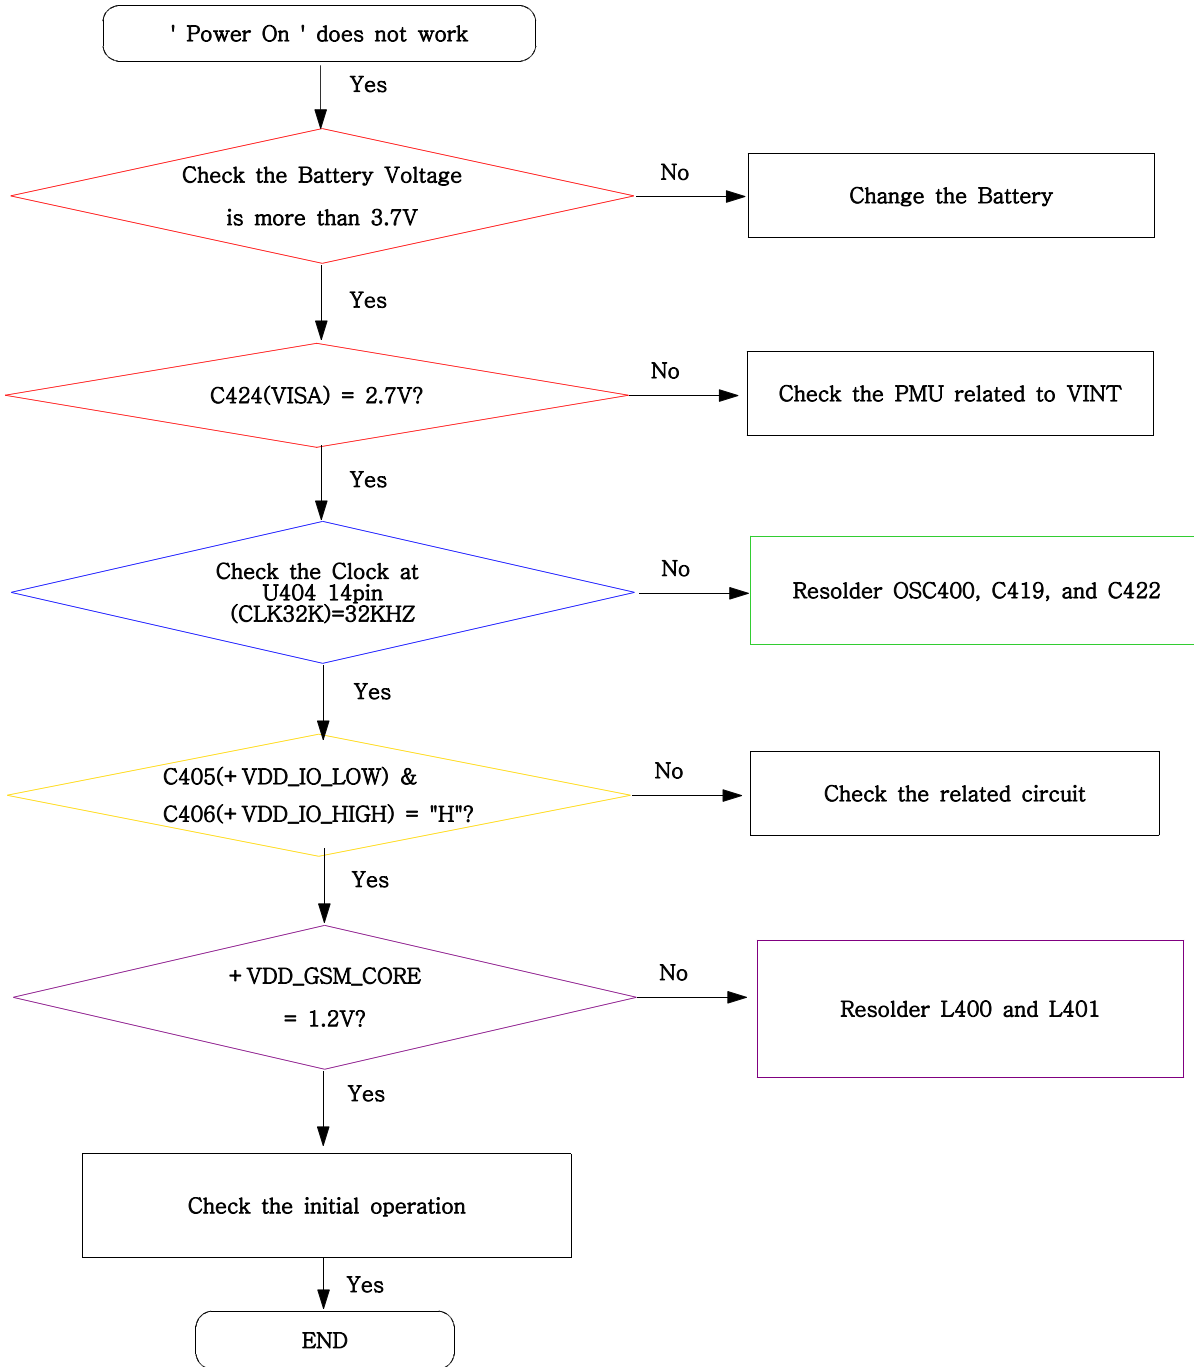 ' Power On ' does not work
Yes
Check the Battery Voltage
is more than 3.7V
No
Change the Battery
Yes
C424(VISA) = 2.7V?
No
Check the PMU related to VINT
Yes
Check the Clock at
U404 14pin
(CLK32K)=32KHZ
No
Resolder OSC400, C419, and C422
Yes
C405(+VDD_IO_LOW) &
C406(+VDD_IO_HIGH) = "H"?
No
Check the related circuit
Yes
+VDD_GSM_CORE
= 1.2V?
No
Resolder L400 and L401
Yes
Check the initial operation
Yes
END